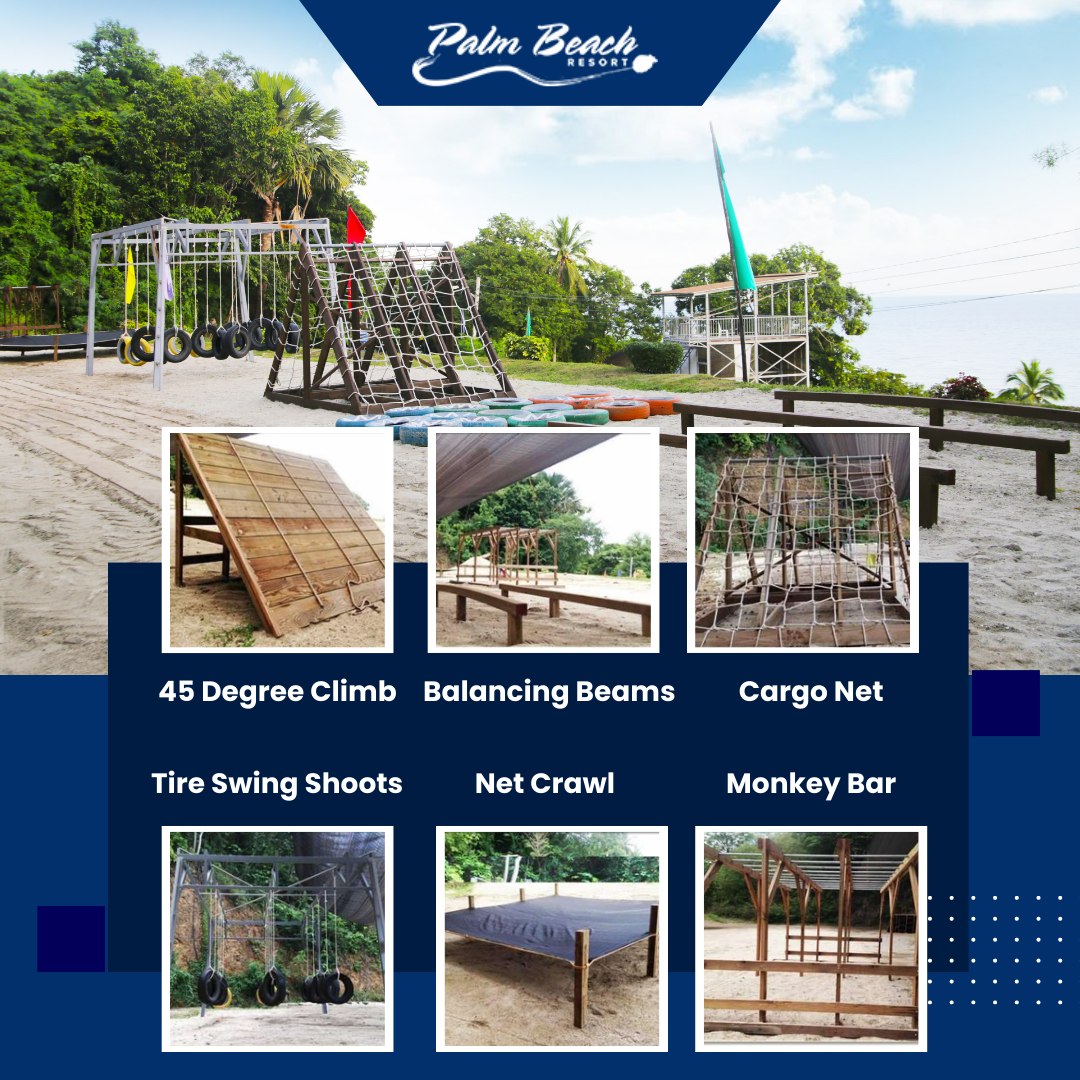 Palm Beach
RESORT
45 Degree Climb
Balancing Beams
Cargo Net
Tire Swing Shoots
Net Crawl
Monkey Bar